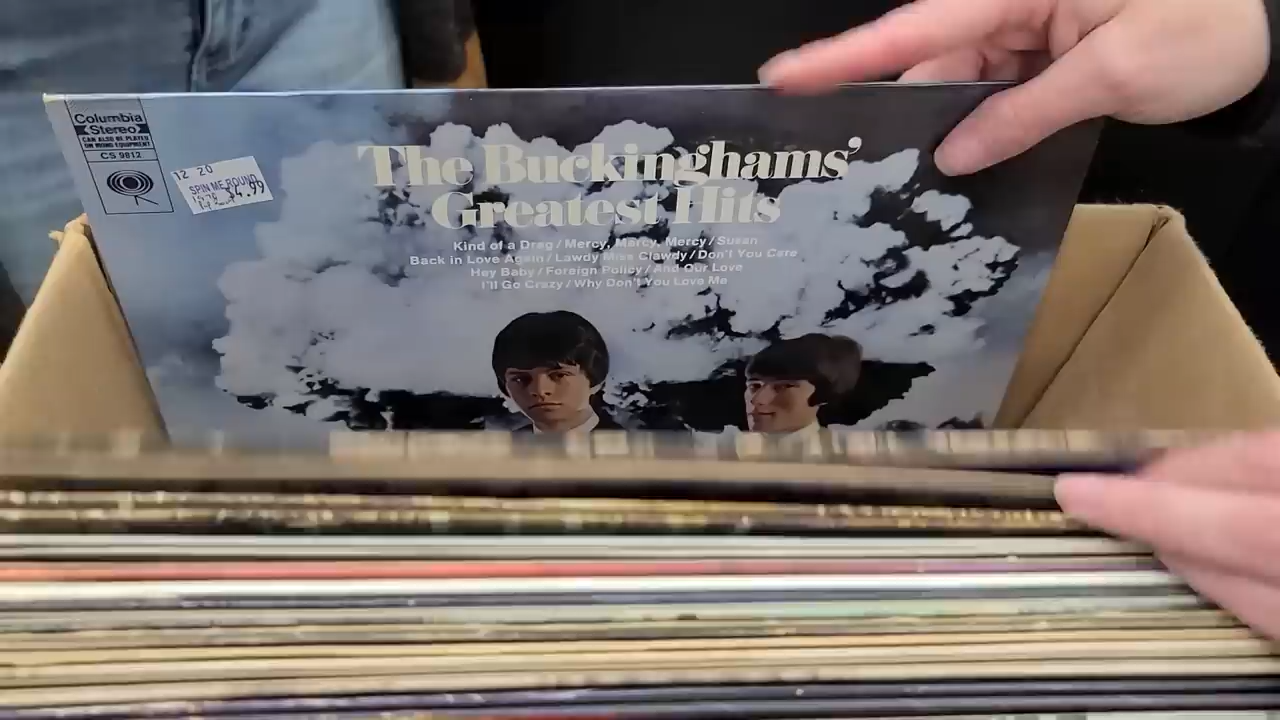 Columbia
Stereo
CAN ALSO BE PLAYED
ON MONO EQUIPMENT
CS 9812
12 20
SPIN ME ROUND
$4.99
The Buckinghams'
Greatest Hits
Kind of a Drag / Mercy, Mercy, Mercy / Susan
Back in Love Again / Lawdy Miss Clawdy / Don't You Care
Hey Baby / Foreign Policy / And Our Love
I'll Go Crazy / Why Don't You Love Me